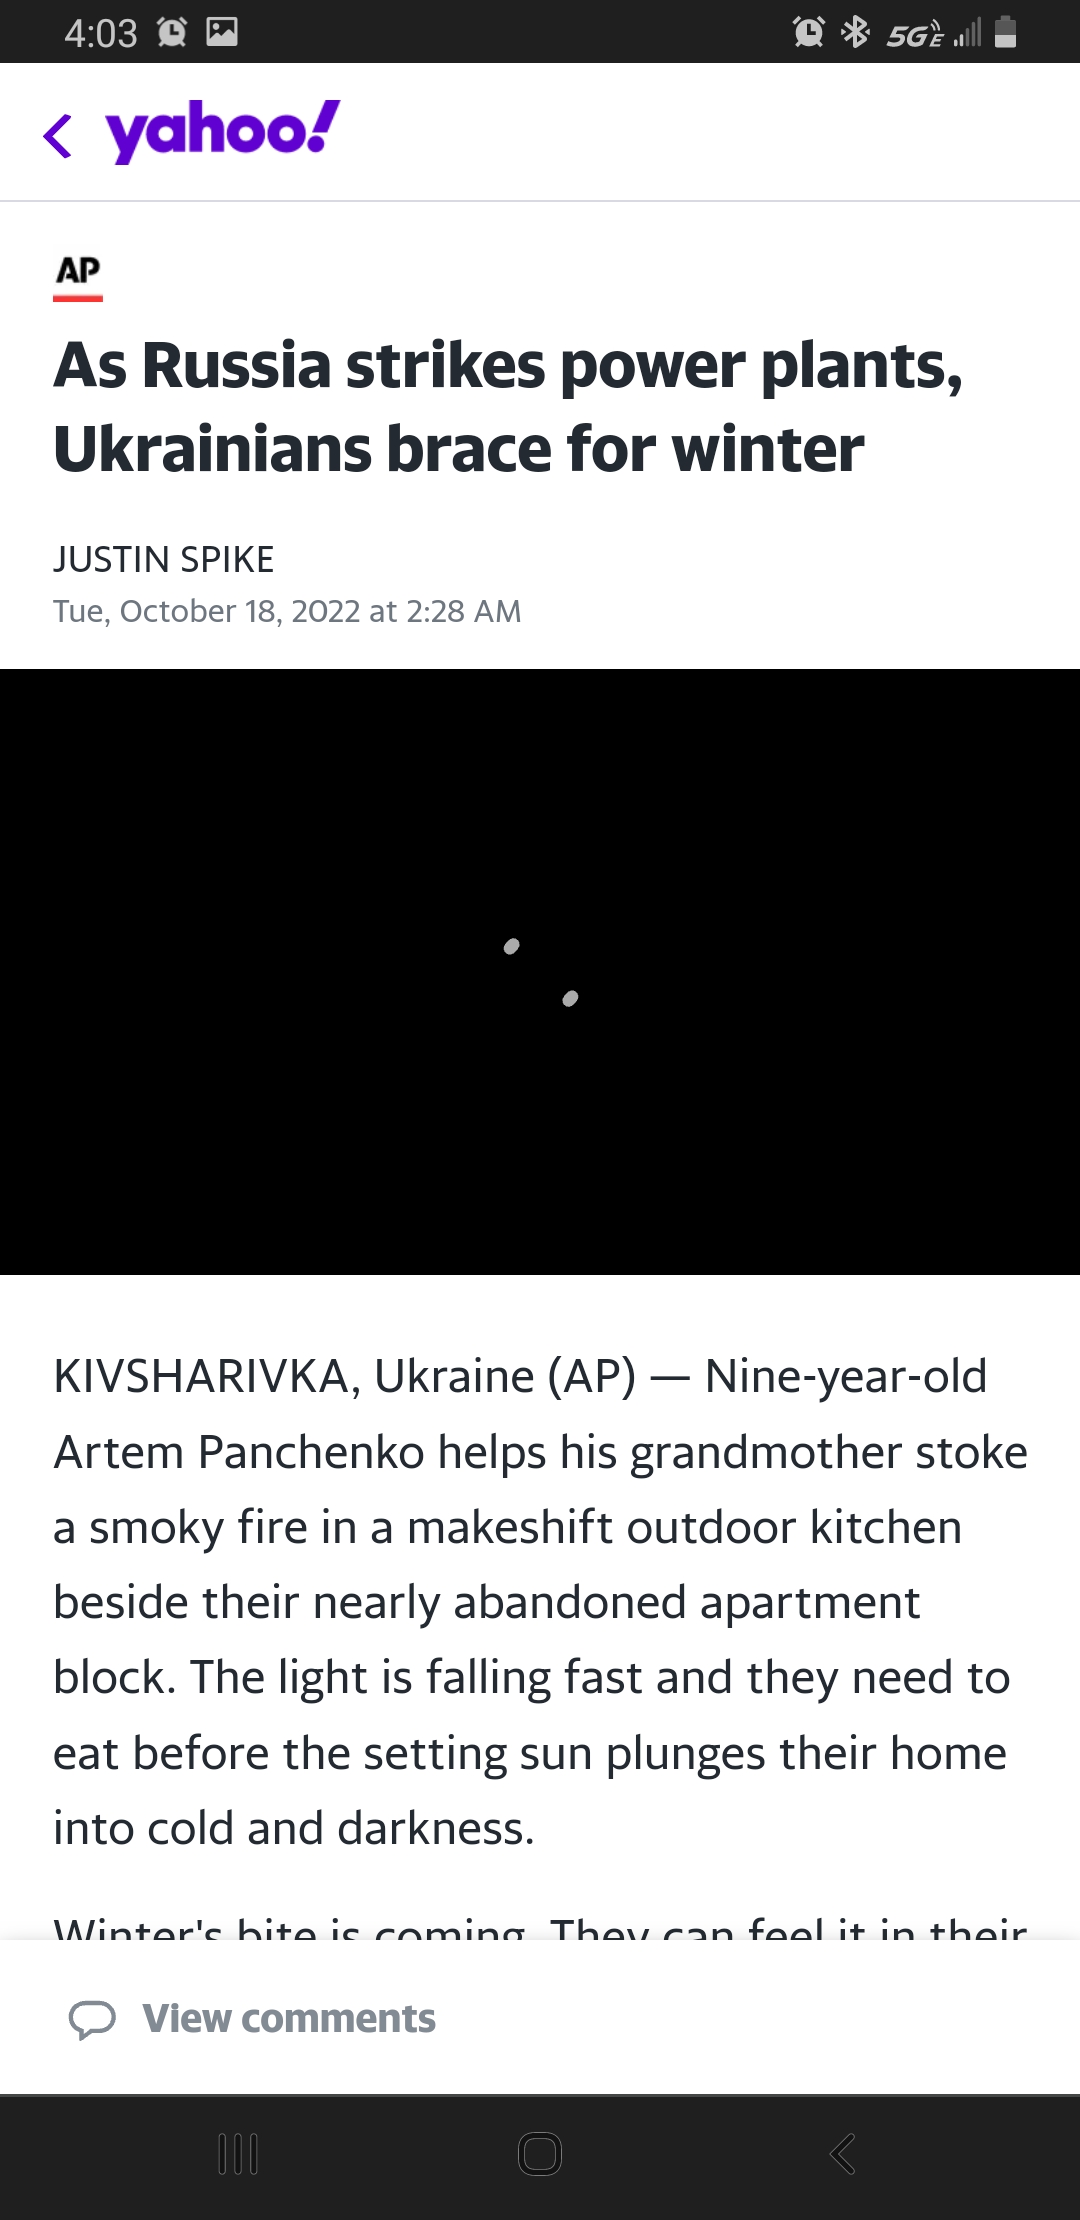 4:03 5GE
yahoo!
AP
As Russia strikes power plants,
Ukrainians brace for winter
JUSTIN SPIKE
Tue, October 18, 2022 at 2:28 AM
KIVSHARIVKA, Ukraine (AP) — Nine-year-old
Artem Panchenko helps his grandmother stoke
a smoky fire in a makeshift outdoor kitchen
beside their nearly abandoned apartment
block. The light is falling fast and they need to
eat before the setting sun plunges their home
into cold and darkness.
Winter's bite is coming. They can feel it in their
View comments